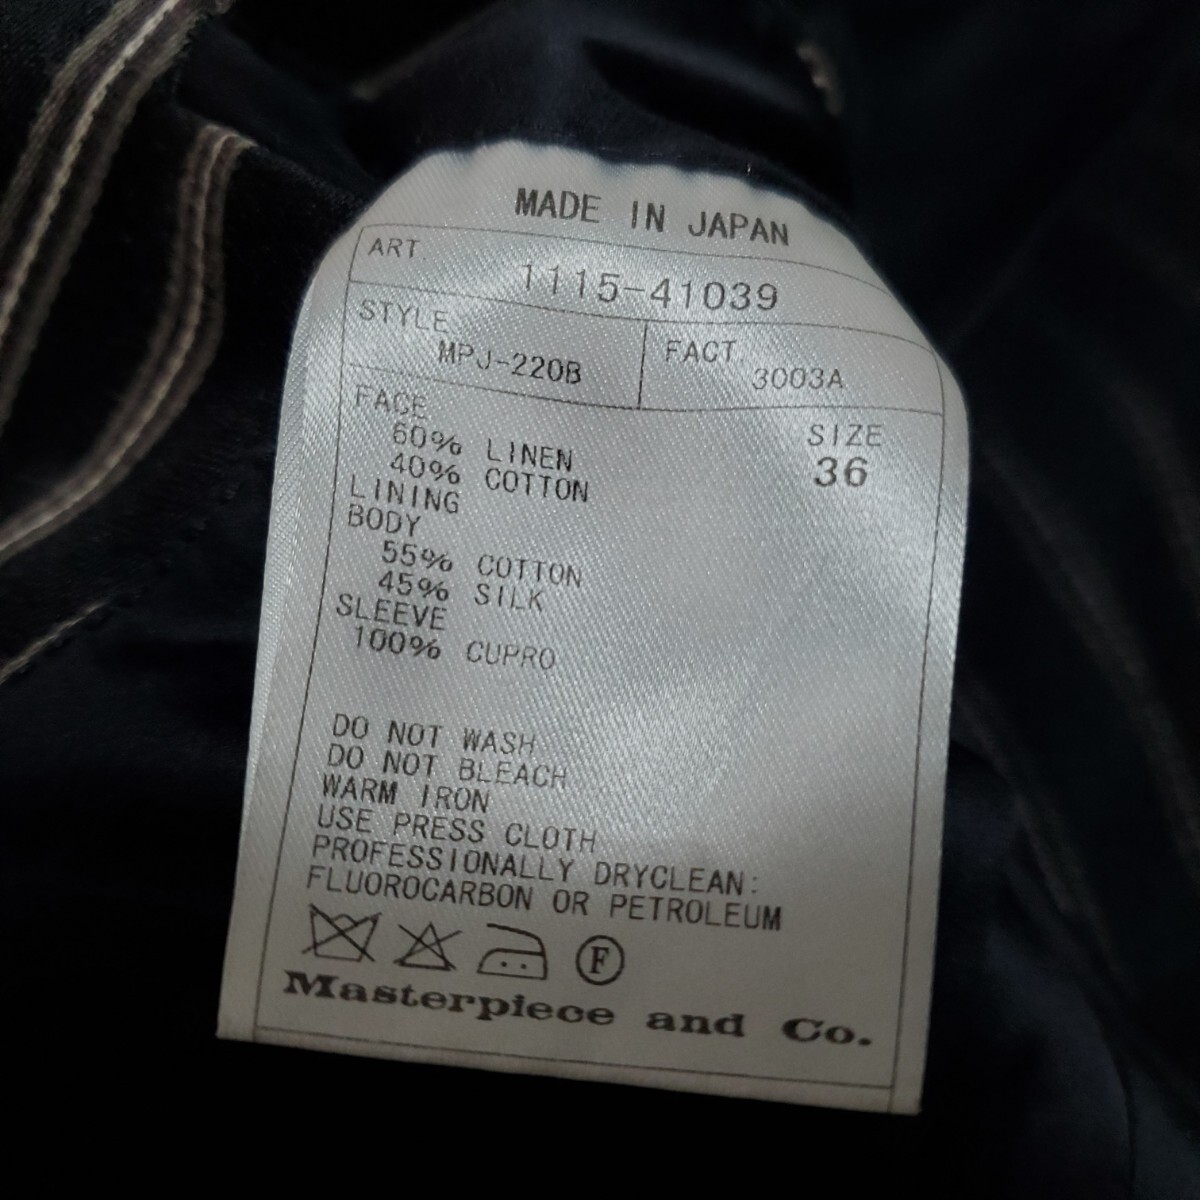 MADE IN JAPAN
ART. 1115-41039
STYLE. MPJ-220B FACT. 3003A
FACE SIZE
60% LINEN 36
40% COTTON
LINING
BODY
55% COTTON
45% SILK
SLEEVE
100% CUPRO
DO NOT WASH
DO NOT BLEACH
WARM IRON
USE PRESS CLOTH
PROFESSIONALLY DRYCLEAN:
FLUOROCARBON OR PETROLEUM
F
Masterpiece and Co.